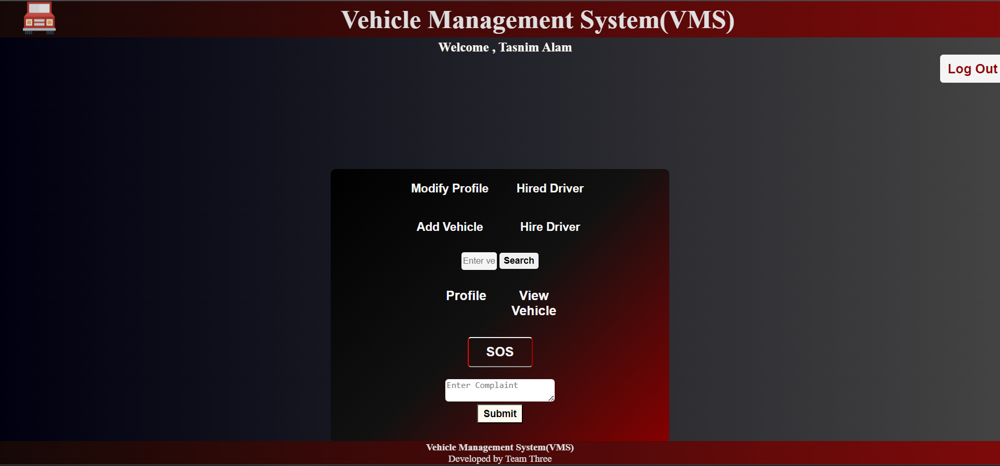 Vehicle Management System(VMS)
Welcome , Tasnim Alam
Log Out
Modify Profile
Hired Driver
Add Vehicle
Hire Driver
Enter ve
Search
Profile
View
Vehicle
SOS
Enter Complaint
Submit
Vehicle Management System(VMS)
Developed by Team Three